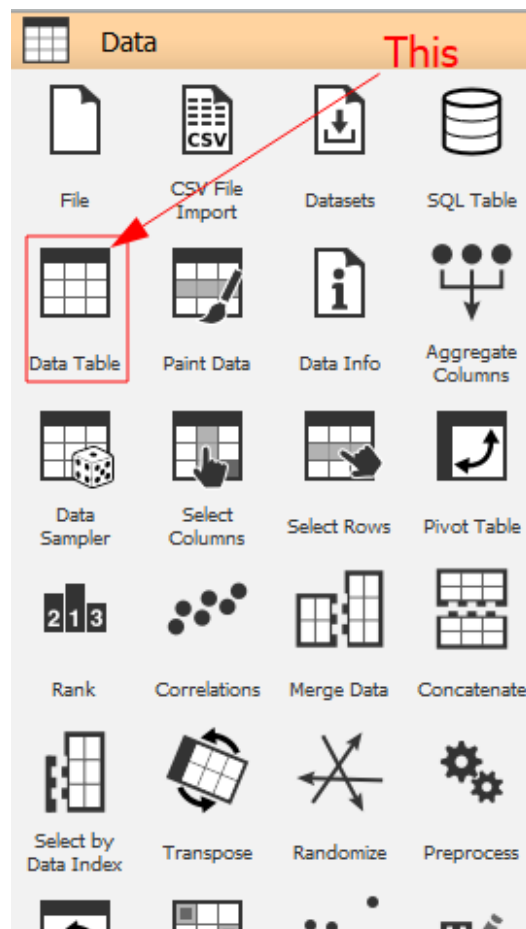 Data
This
CSV
File
CSV File
Import
Datasets
SQL Table
Data Table
Paint Data
i
Data Info
Aggregate
Columns
Data
Sampler
Select
Columns
Select Rows
Pivot Table
2 1 3
Rank
Correlations
Merge Data
Concatenate
Select by
Data Index
Transpose
Randomize
Preprocess